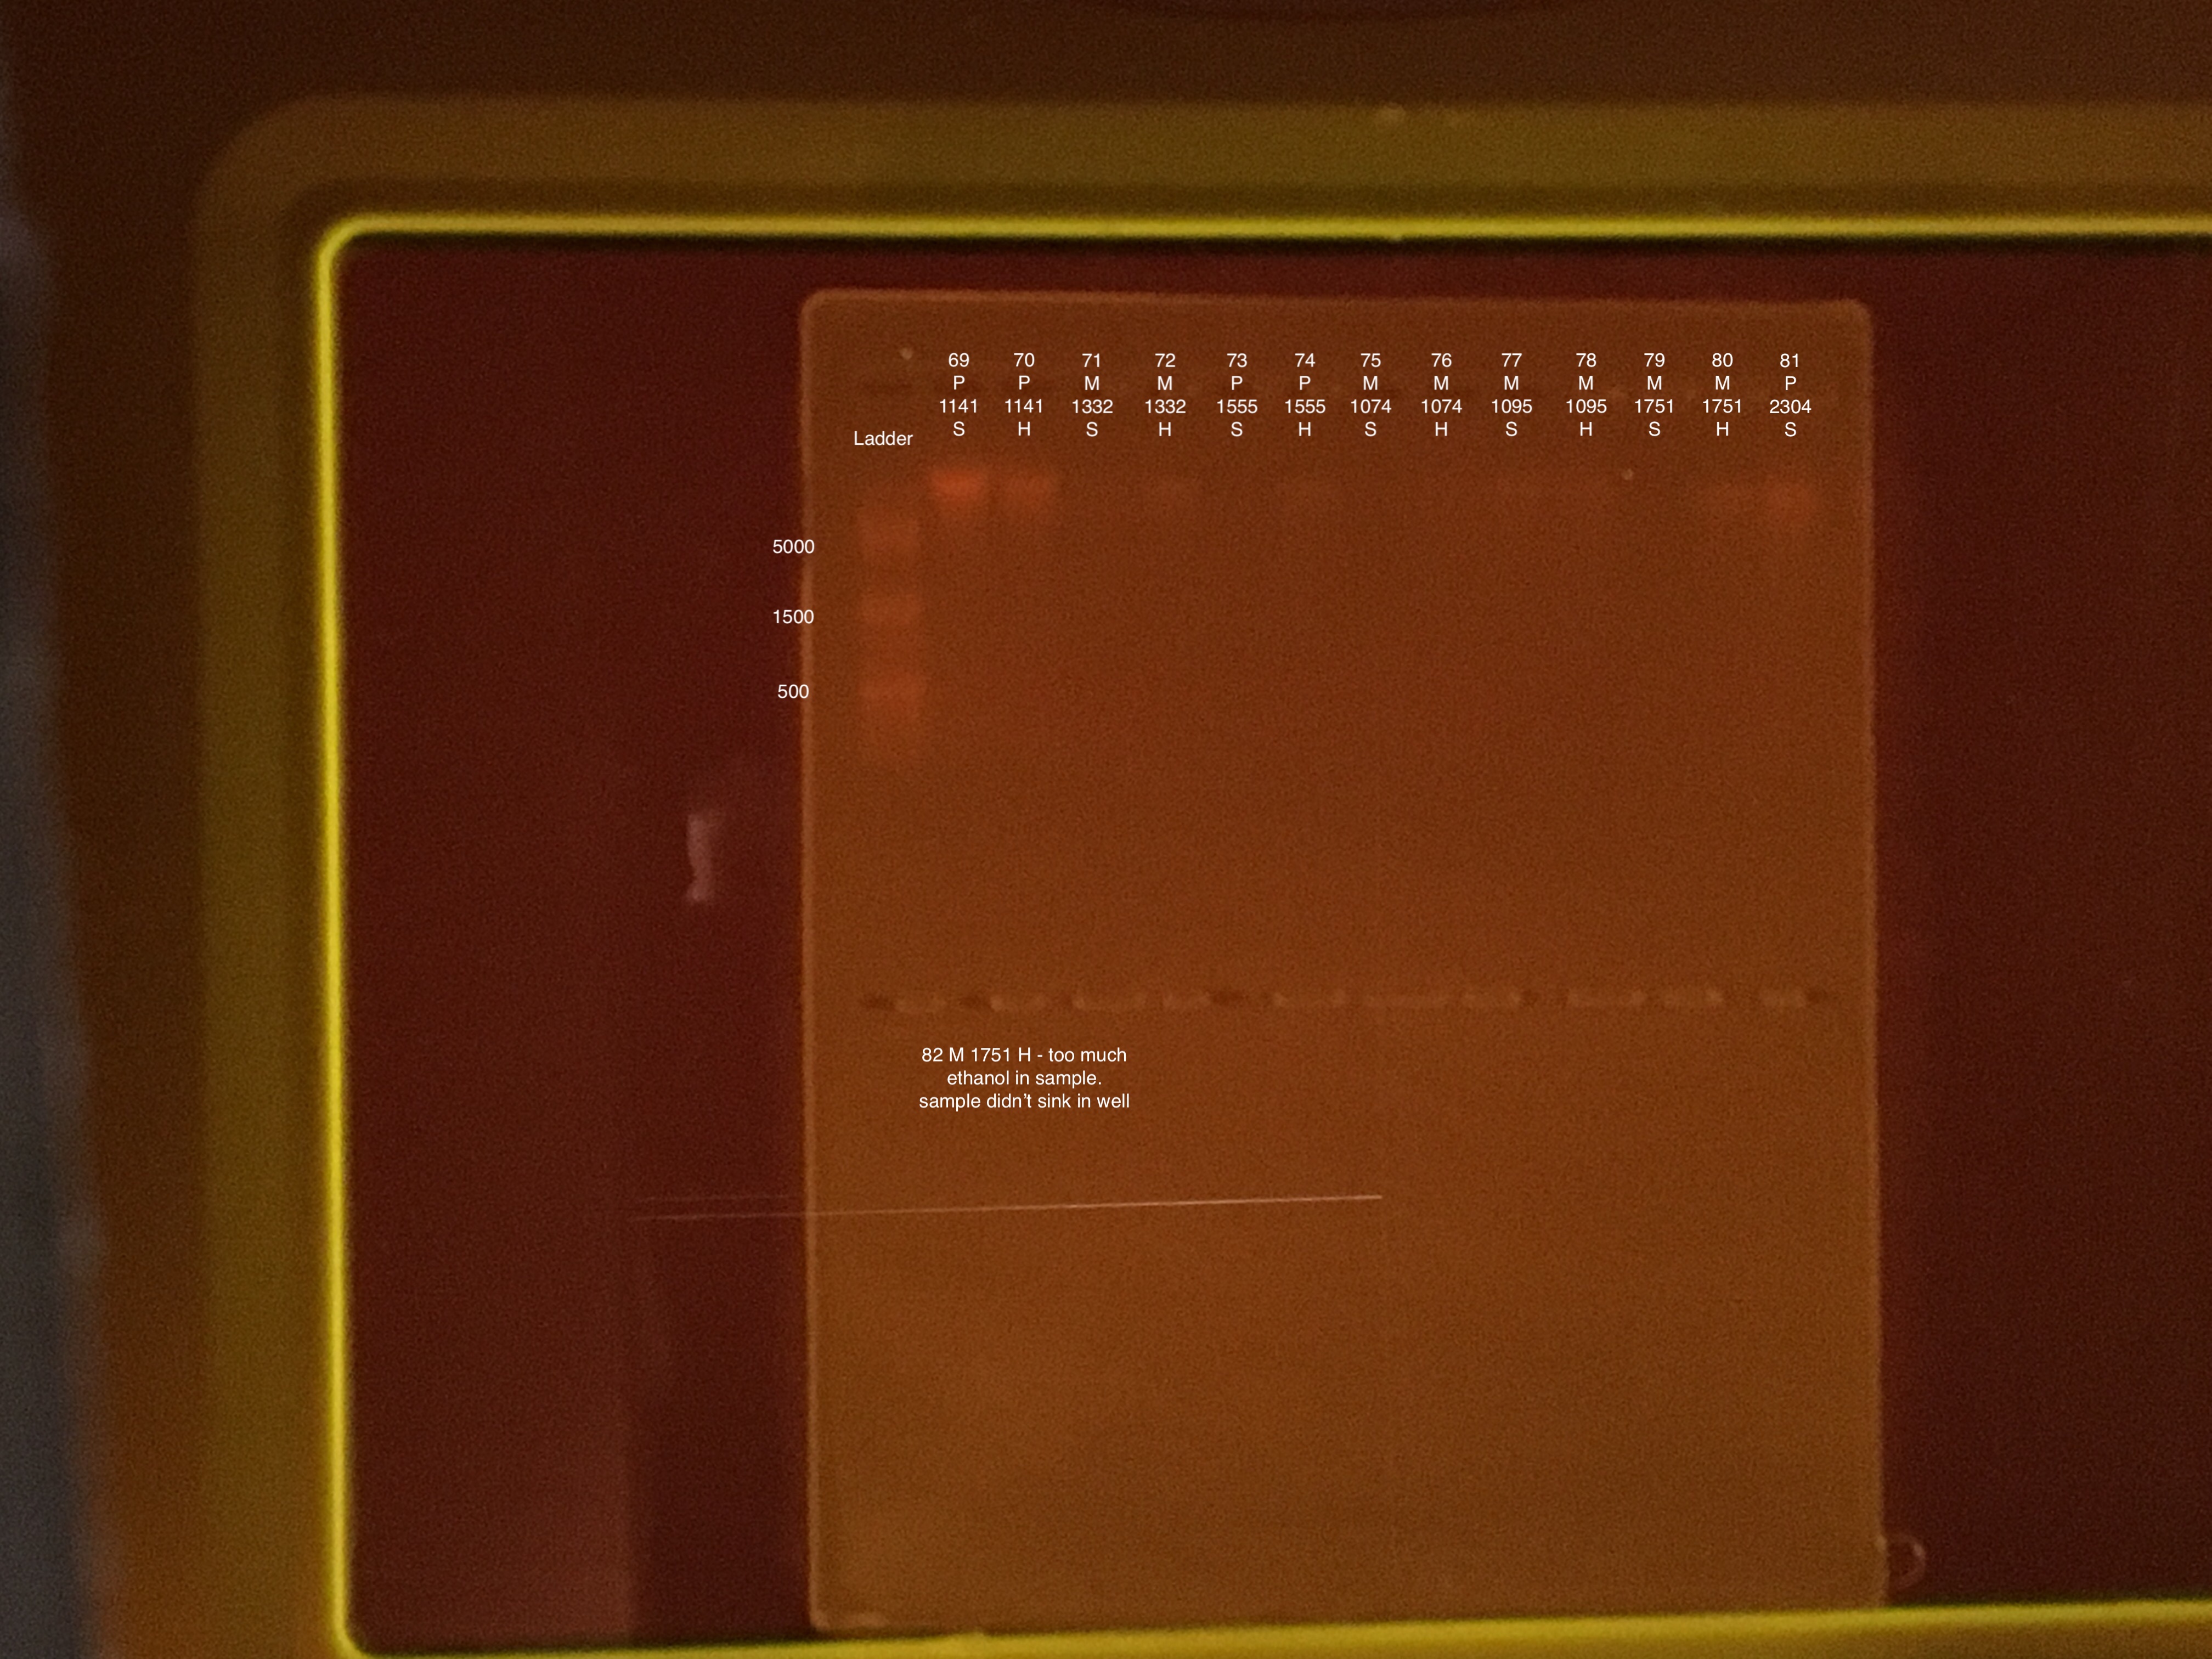 69 70 71 72 73 74 75 76 77 78 79 80 81
P P M M P P M M M M M M P
1141 1141 1332 1332 1555 1555 1074 1074 1095 1095 1751 1751 2304
S H S H S H S H S H S H S
Ladder
5000
1500
500
82 M 1751 H - too much
ethanol in sample.
sample didn't sink in well